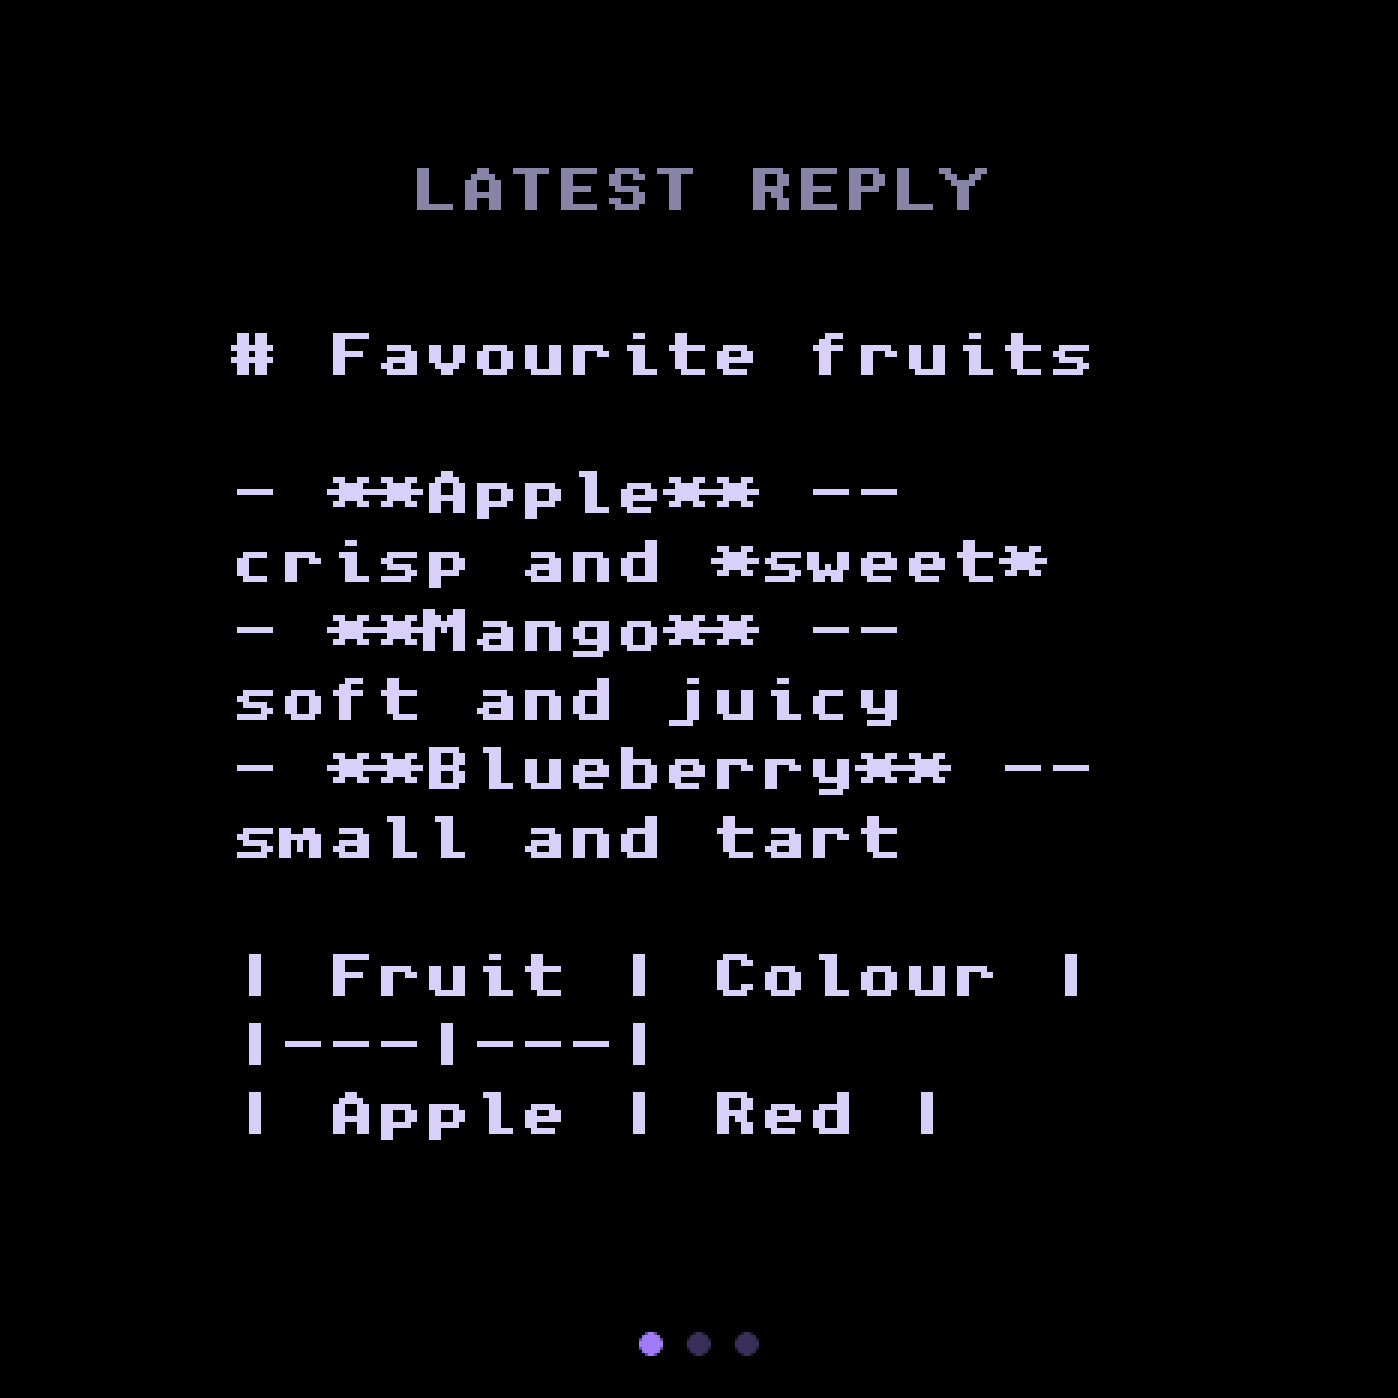 LATEST REPLY
# Favourite fruits
- **Apple** --
crisp and *sweet*
- **Mango** --
soft and juicy
- **Blueberry** --
small and tart
| Fruit | Colour |
|---|---|
| Apple | Red |